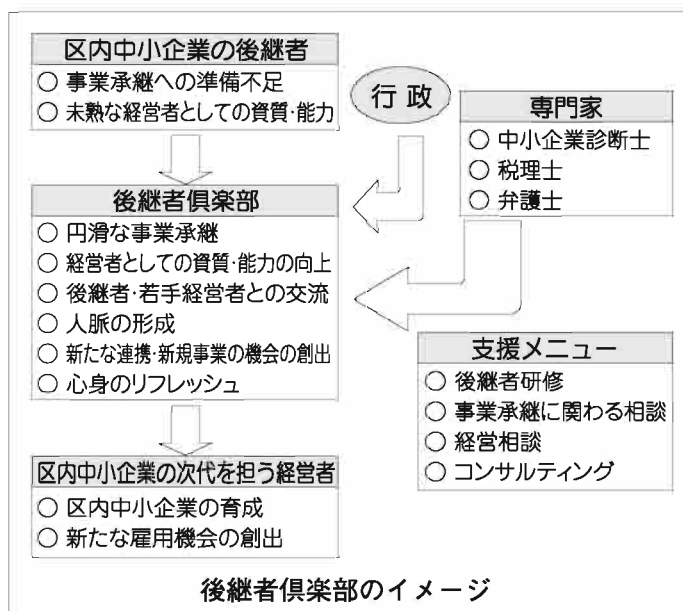 区内中小企業の後継者
○ 事業承継への準備不足
○ 未熟な経営者としての資質・能力
行政
専門家
○ 中小企業診断士
○ 税理士
○ 弁護士
後継者倶楽部
○ 円滑な事業承継
○ 経営者としての資質・能力の向上
○ 後継者・若手経営者との交流
○ 人脈の形成
○ 新たな連携・新規事業の機会の創出
○ 心身のリフレッシュ
支援メニュー
○ 後継者研修
○ 事業承継に関わる相談
○ 経営相談
○ コンサルティング
区内中小企業の次代を担う経営者
○ 区内中小企業の育成
○ 新たな雇用機会の創出
後継者倶楽部のイメージ